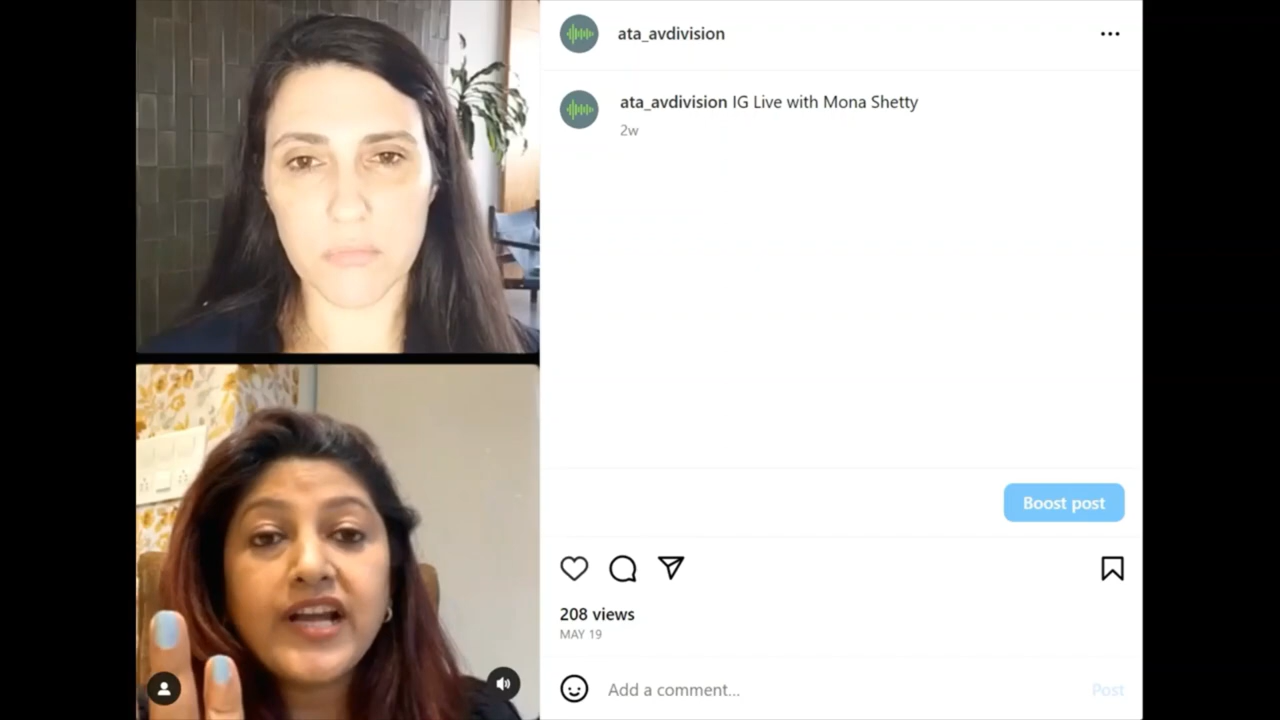 ata_avdivision
ata_avdivision IG Live with Mona Shetty
2w
Boost post
208 views
MAY 19
Add a comment...
Post